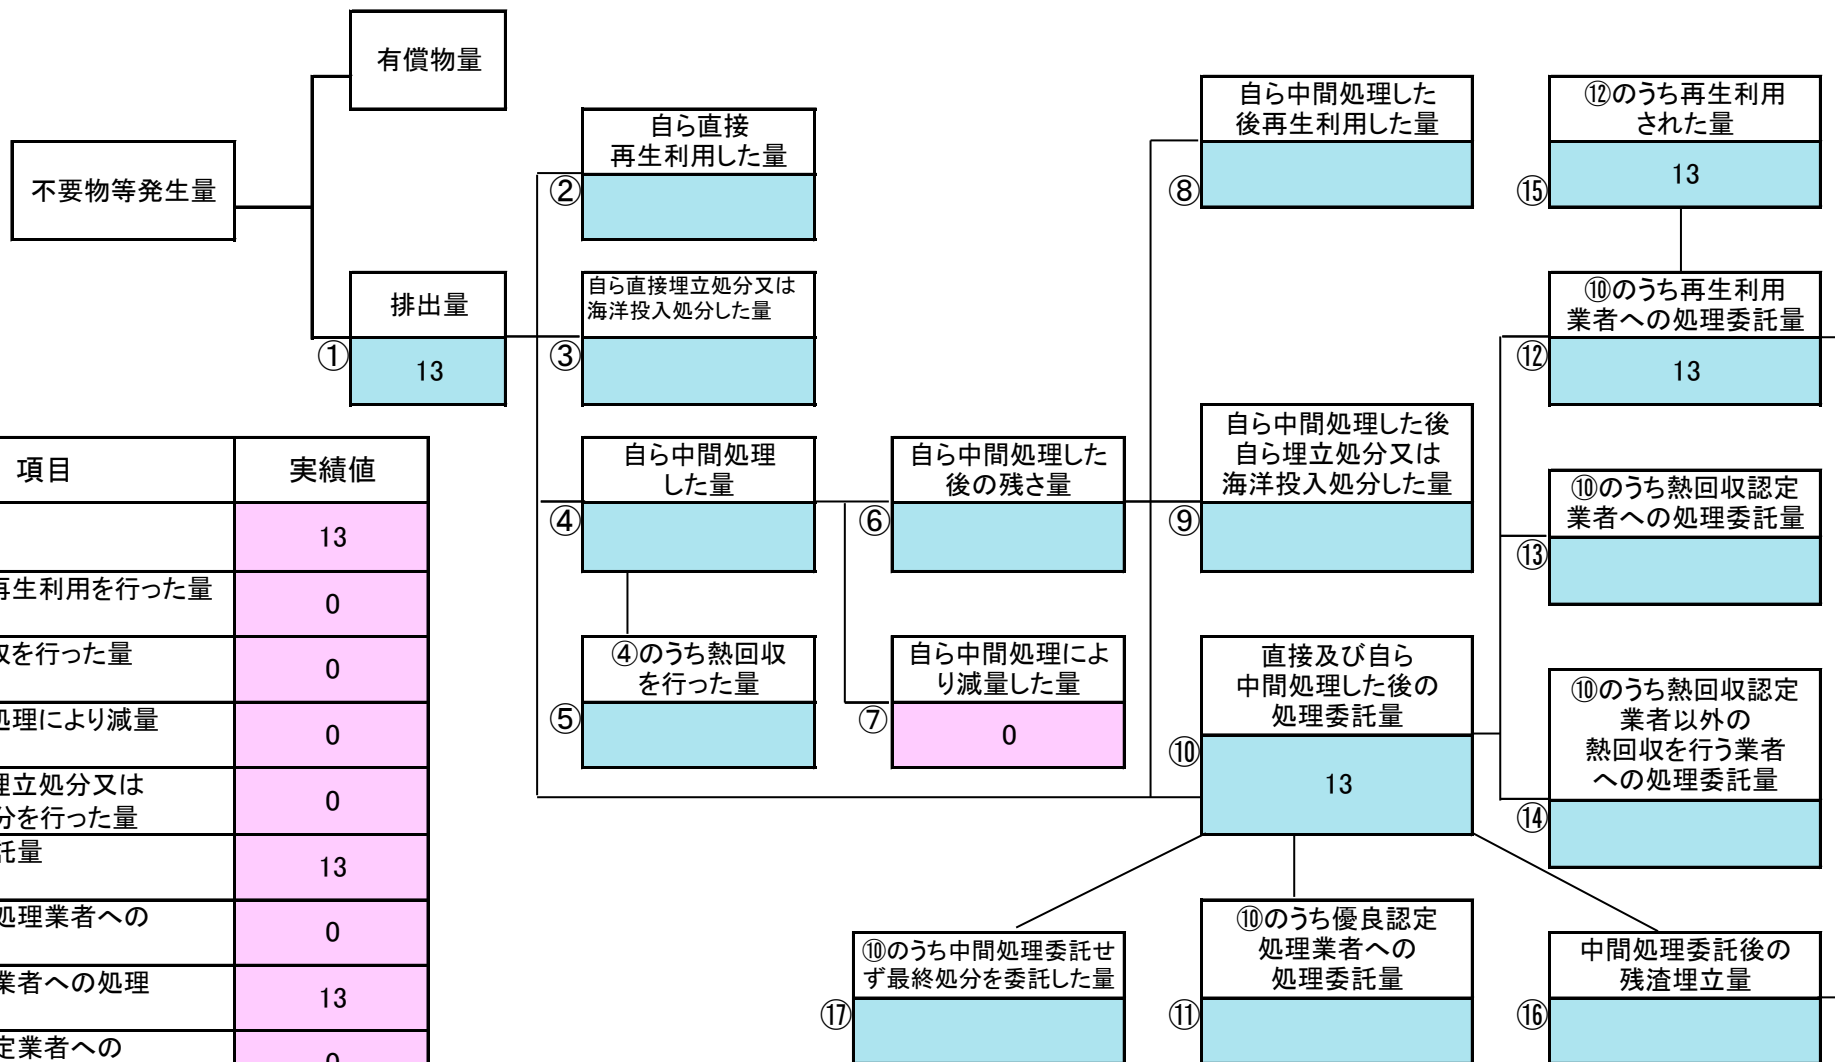 有償物量
不要物等発生量
排出量
①
13
自ら直接
再生利用した量
②
自ら直接埋立処分又は
海洋投入処分した量
③
自ら中間処理
した量
④
④のうち熱回収
を行った量
⑤
自ら中間処理した
後の残さ量
⑥
自ら中間処理によ
り減量した量
⑦
0
自ら中間処理した
後再生利用した量
⑧
自ら中間処理した後
自ら埋立処分又は
海洋投入処分した量
⑨
直接及び自ら
中間処理した後の
処理委託量
⑩
13
⑫のうち再生利用
された量
⑮
13
⑩のうち再生利用
業者への処理委託量
⑫
13
⑩のうち熱回収認定
業者への処理委託量
⑬
⑩のうち熱回収認定
業者以外の
熱回収を行う業者
への処理委託量
⑭
⑩のうち中間処理委託せ
ず最終処分を委託した量
⑰
⑩のうち優良認定
処理業者への
処理委託量
⑪
中間処理委託後の
残渣埋立量
⑯
項目 実績値
13
再生利用を行った量
0
を行った量
0
処理により減量
0
埋立処分又は
分を行った量
0
託量
13
処理業者への
0
業者への処理
13
定業者への
0